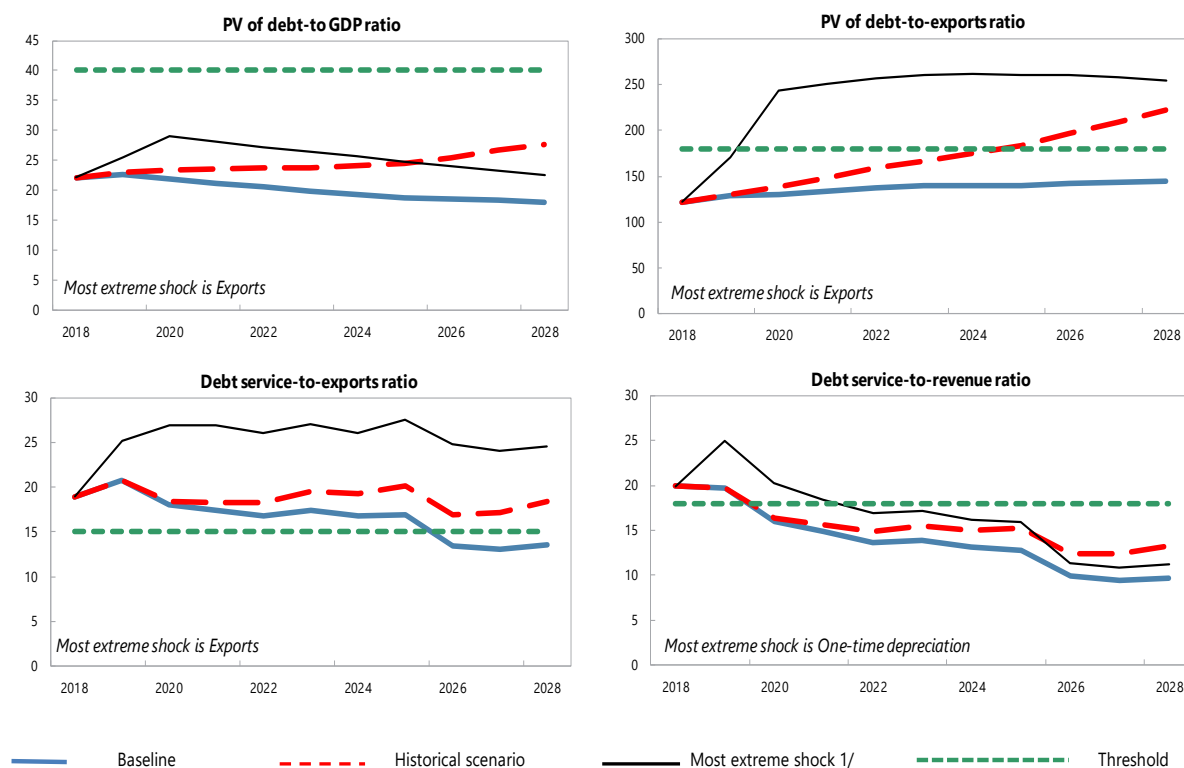 PV of debt-to GDP ratio
45
40
35
30
25
20
15
10
5
0
Most extreme shock is Exports
2018 2020 2022 2024 2026 2028
PV of debt-to-exports ratio
300
250
200
150
100
50
0
Most extreme shock is Exports
2018 2020 2022 2024 2026 2028
Debt service-to-exports ratio
30
25
20
15
10
5
0
Most extreme shock is Exports
2018 2020 2022 2024 2026 2028
Debt service-to-revenue ratio
30
25
20
15
10
5
0
Most extreme shock is One-time depreciation
2018 2020 2022 2024 2026 2028
Baseline Historical scenario Most extreme shock 1/ Threshold